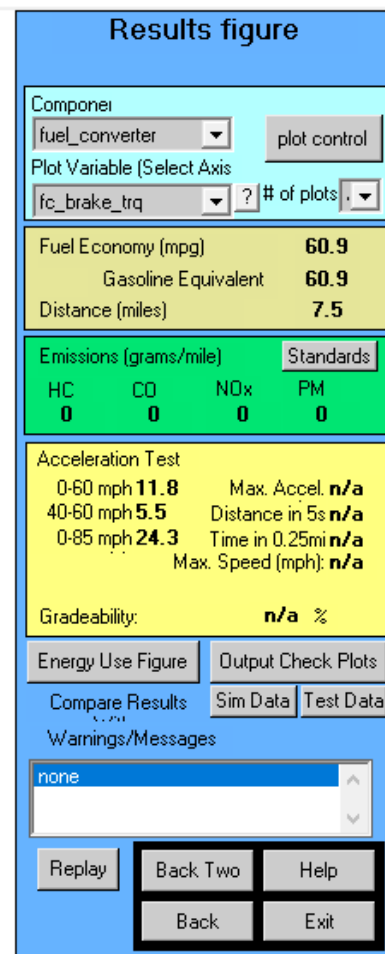 Results figure
Componei
fuel_converter
plot control
Plot Variable (Select Axis
fc_brake_trq ? # of plots
Fuel Economy (mpg) 60.9
Gasoline Equivalent 60.9
Distance (miles) 7.5
Emissions (grams/mile) Standards
HC CO NOx PM
0 0 0 0
Acceleration Test
0-60 mph 11.8 Max. Accel. n/a
40-60 mph 5.5 Distance in 5s n/a
0-85 mph 24.3 Time in 0.25mi n/a
Max. Speed (mph): n/a
Gradeability: n/a %
Energy Use Figure Output Check Plots
Compare Results Sim Data Test Data
Warnings/Messages
none
Replay Back Two Help
Back Exit